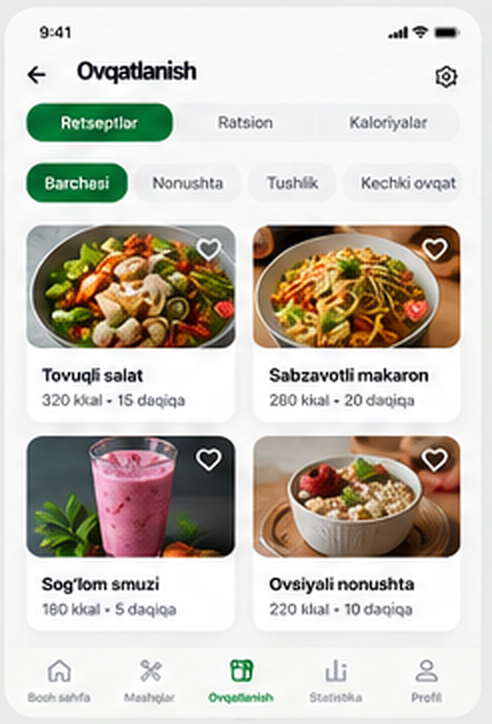 9:41
Ovqatlanish
Retseptlar Ratsion Kaloriyalar
Barchasi Nonushta Tushlik Kechki ovqat
Tovuqli salat
320 kkal • 15 daqiqa
Sabzavotli makaron
280 kkal • 20 daqiqa
Sog'lom smuzi
180 kkal • 5 daqiqa
Ovsiyali nonushta
220 kkal • 10 daqiqa
Bosh sahifa Mashqlar Ovqatlanish Statistika Profil